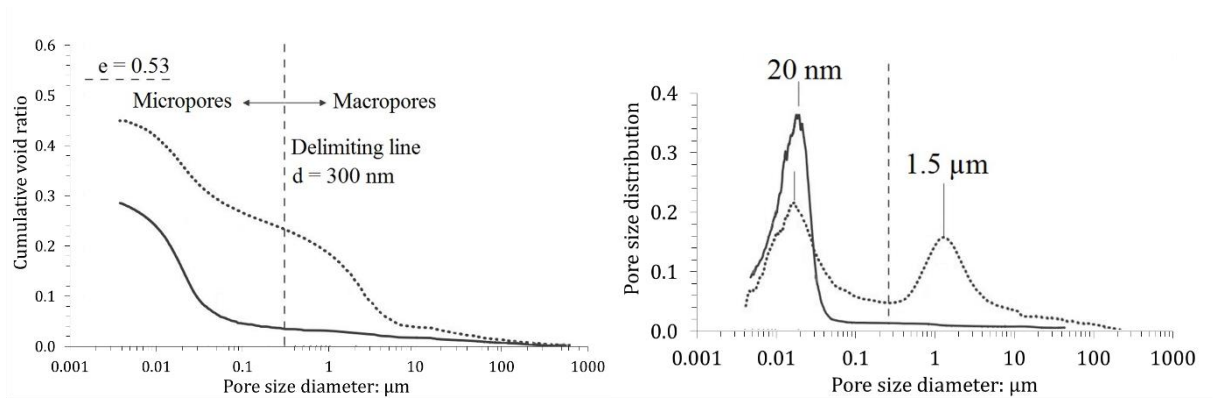 0.6
0.5
0.4
0.3
0.2
0.1
0.0
Cumulative void ratio
e = 0.53
Micropores
Macropores
Delimiting line
d = 300 nm
0.001
0.01
0.1
1
10
100
1000
Pore size diameter: μm
20 nm
1.5 μm
0.4
0.3
0.2
0.1
0.0
Pore size distribution
0.001
0.01
0.1
1
10
100
1000
Pore size diameter: μm